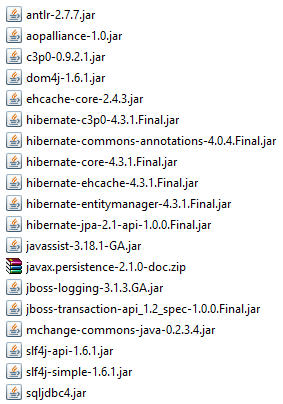 antlr-2.7.7.jar
aopalliance-1.0.jar
c3p0-0.9.2.1.jar
dom4j-1.6.1.jar
ehcache-core-2.4.3.jar
hibernate-c3p0-4.3.1.Final.jar
hibernate-commons-annotations-4.0.4.Final.jar
hibernate-core-4.3.1.Final.jar
hibernate-ehcache-4.3.1.Final.jar
hibernate-entitymanager-4.3.1.Final.jar
hibernate-jpa-2.1-api-1.0.0.Final.jar
javassist-3.18.1-GA.jar
javax.persistence-2.1.0-doc.zip
jboss-logging-3.1.3.GA.jar
jboss-transaction-api_1.2_spec-1.0.0.Final.jar
mchange-commons-java-0.2.3.4.jar
slf4j-api-1.6.1.jar
slf4j-simple-1.6.1.jar
sqljdbc4.jar